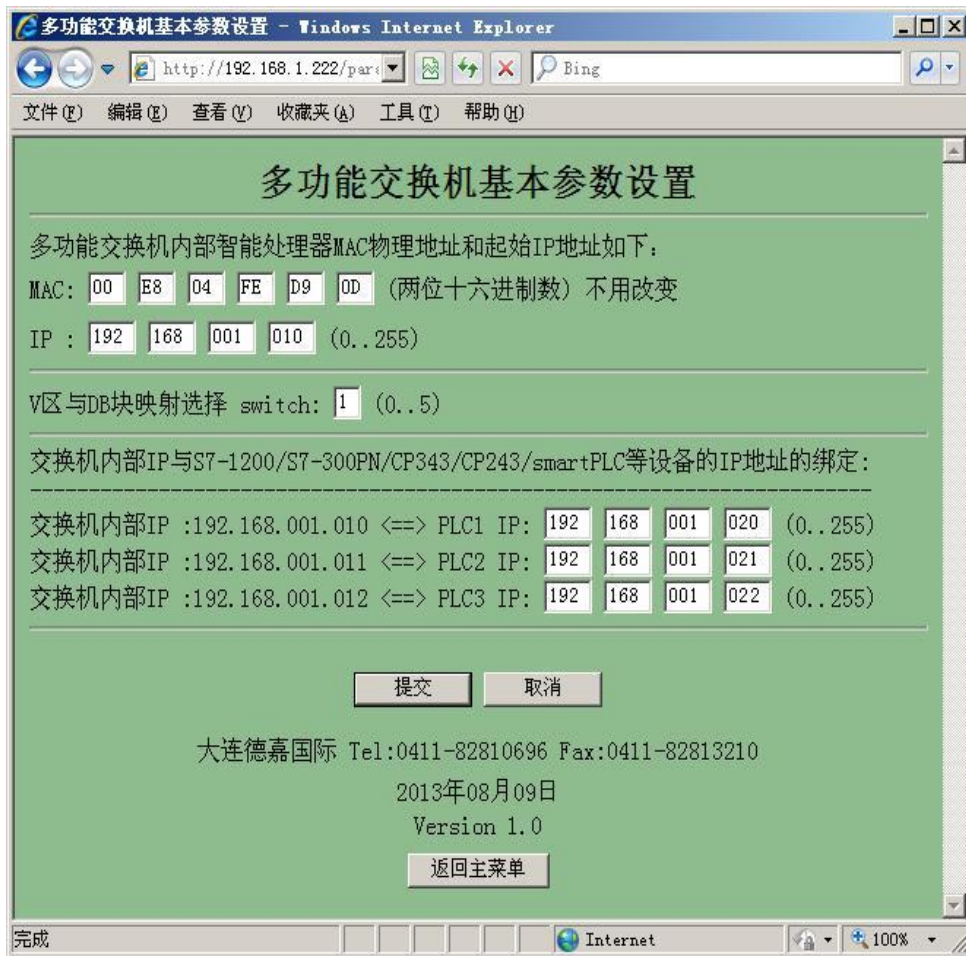 多功能交换机基本参数设置 - Windows Internet Explorer
http://192.168.1.222/par
Bing
文件(F) 编辑(E) 查看(V) 收藏夹(A) 工具(T) 帮助(H)
多功能交换机基本参数设置
多功能交换机内部智能处理器MAC物理地址和起始IP地址如下:
MAC: 00 E8 04 FE D9 0D (两位十六进制数) 不用改变
IP : 192 168 001 010 (0..255)
V区与DB块映射选择 switch: 1 (0..5)
交换机内部IP与S7-1200/S7-300PN/CP343/CP243/smartPLC等设备的IP地址的绑定:
交换机内部IP :192.168.001.010 <==> PLC1 IP: 192 168 001 020 (0..255)
交换机内部IP :192.168.001.011 <==> PLC2 IP: 192 168 001 021 (0..255)
交换机内部IP :192.168.001.012 <==> PLC3 IP: 192 168 001 022 (0..255)
提交 取消
大连德嘉国际 Tel:0411-82810696 Fax:0411-82813210
2013年08月09日
Version 1.0
返回主菜单
完成 Internet 100%